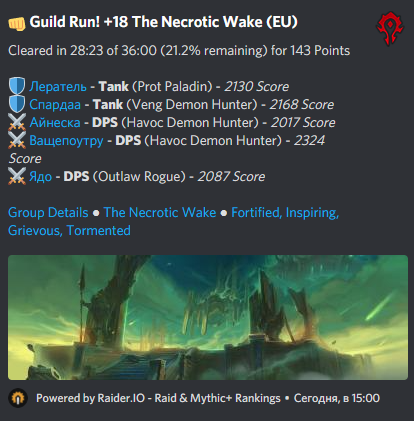 Guild Run! +18 The Necrotic Wake (EU)
Cleared in 28:23 of 36:00 (21.2% remaining) for 143 Points
Лератель - Tank (Prot Paladin) - 2130 Score
Спардаа - Tank (Veng Demon Hunter) - 2168 Score
Айнеска - DPS (Havoc Demon Hunter) - 2017 Score
Ващепоутру - DPS (Havoc Demon Hunter) - 2324
Score
Ядо - DPS (Outlaw Rogue) - 2087 Score
Group Details ● The Necrotic Wake ● Fortified, Inspiring,
Grievous, Tormented
Powered by Raider.IO - Raid & Mythic+ Rankings • Сегодня, в 15:00